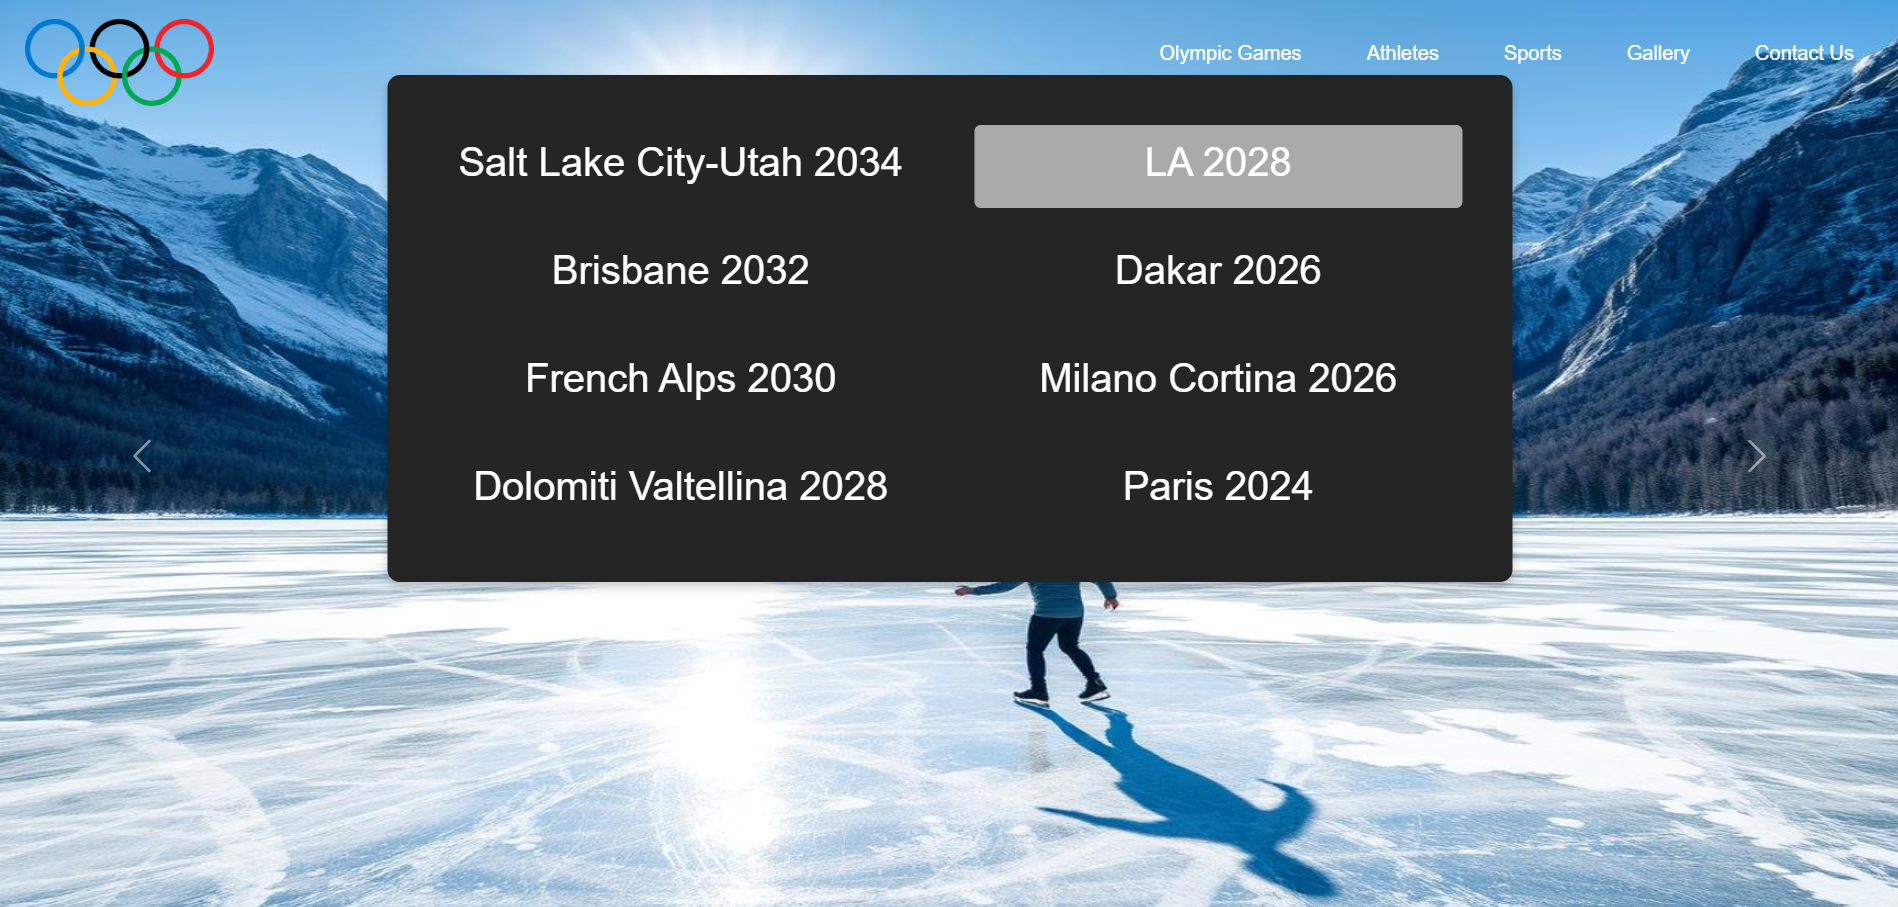 Olympic Games
Athletes
Sports
Gallery
Contact Us
Salt Lake City-Utah 2034
LA 2028
Brisbane 2032
Dakar 2026
French Alps 2030
Milano Cortina 2026
Dolomiti Valtellina 2028
Paris 2024